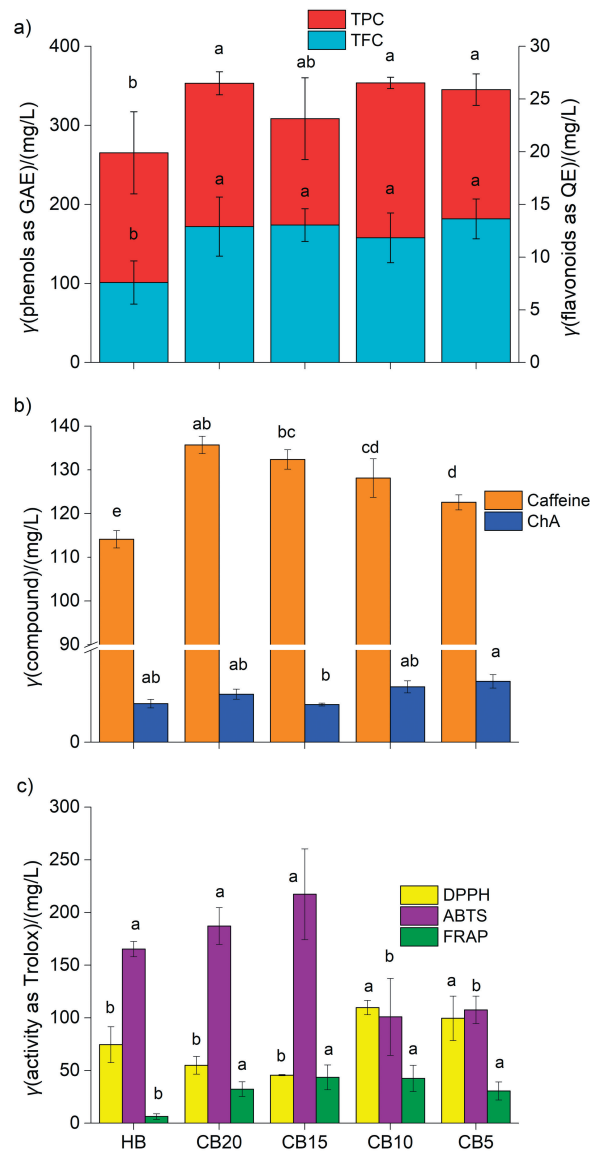 a)
TPC
TFC
γ(phenols as GAE)/(mg/L)
400
300
200
100
0
b
a
ab
a
a
b
a
a
a
a
30
25
20
15
10
5
0
γ(flavonoids as QE)/(mg/L)
b)
γ(compound)/(mg/L)
140
130
120
110
100
90
0
e
ab
bc
cd
d
Caffeine
ChA
ab
ab
b
ab
a
c)
γ(activity as Trolox)/(mg/L)
300
250
200
150
100
50
0
DPPH
ABTS
FRAP
b
a
b
b
a
a
b
a
a
a
b
a
a
b
a
HB
CB20
CB15
CB10
CB5